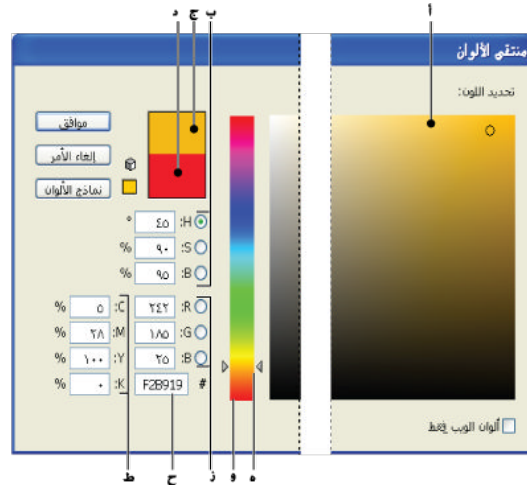 أ ب ج د
منتقي الألوان
تحديد اللون:
موافق
إلغاء الأمر
نماذج الألوان
H: ٤٥ °
S: ٩٠ %
B: ٩٥ %
R: ٢٤٢ C: ٥ %
G: ١٨٥ M: ٢٨ %
B: ٢٥ Y: ١٠٠ %
# F2B919 K: ٠ %
ألوان الويب فقط
ه و ز ح ط